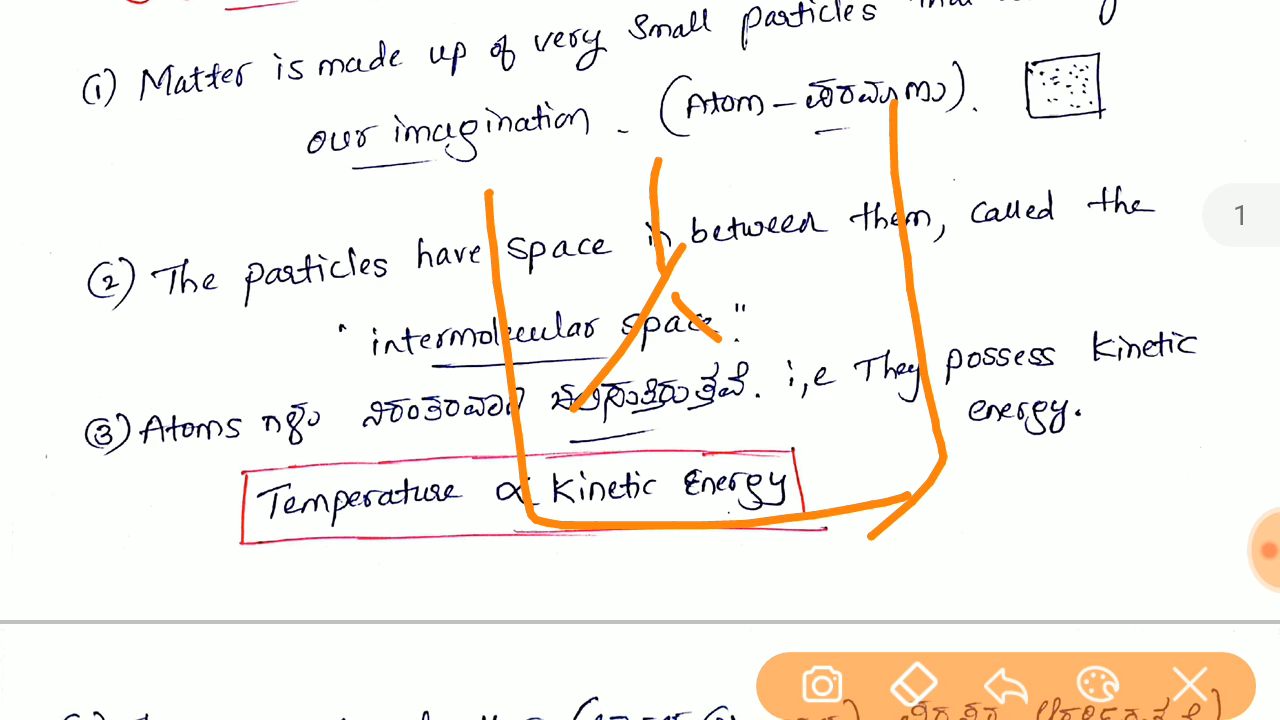 (1) Matter is made up of very small particles
our imagination. (Atom – ಪರಮಾಣು).
(2) The particles have space in between them, called the
"intermolecular space".
(3) Atoms ಗಳು ನಿರಂತರವಾಗಿ ಚಲಿಸುತ್ತಿರುತ್ತವೆ. i,e They possess kinetic
energy.
Temperature ∝ Kinetic Energy
1